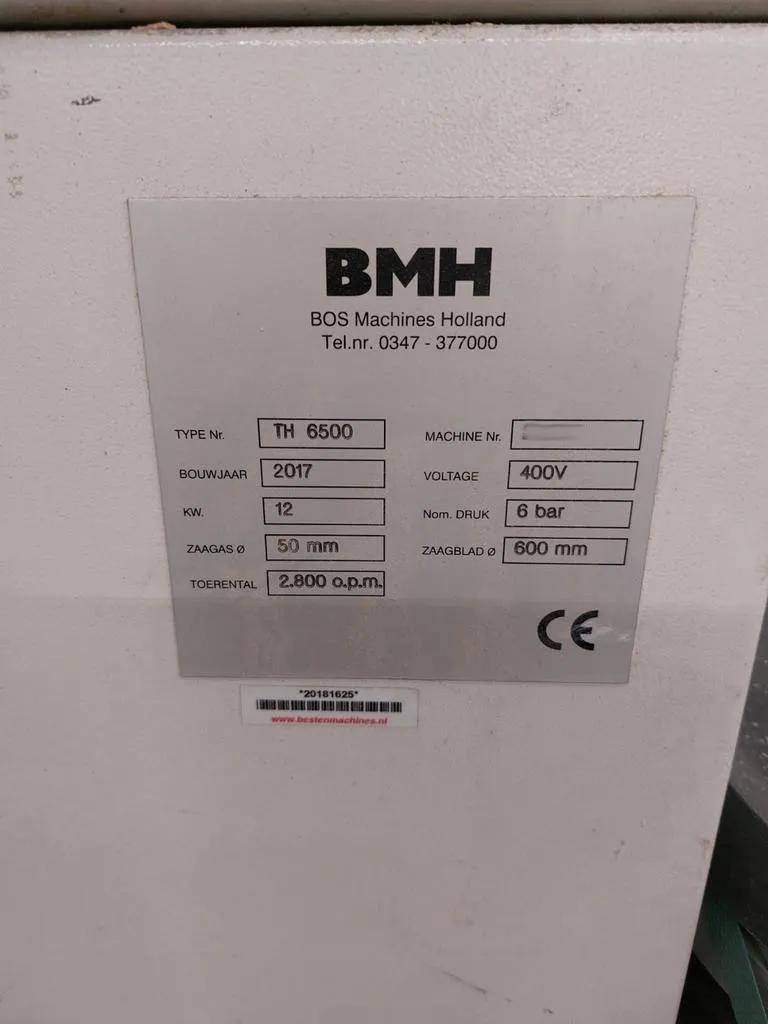 BMH
BOS Machines Holland
Tel.nr. 0347 - 377000
TYPE Nr. TH 6500 MACHINE Nr.
BOUWJAAR 2017 VOLTAGE 400V
KW. 12 Nom. DRUK 6 bar
ZAAGAS Ø 50 mm ZAAGBLAD Ø 600 mm
TOERENTAL 2.800 o.p.m.
CE
*20181625*
www.bestenmachines.nl